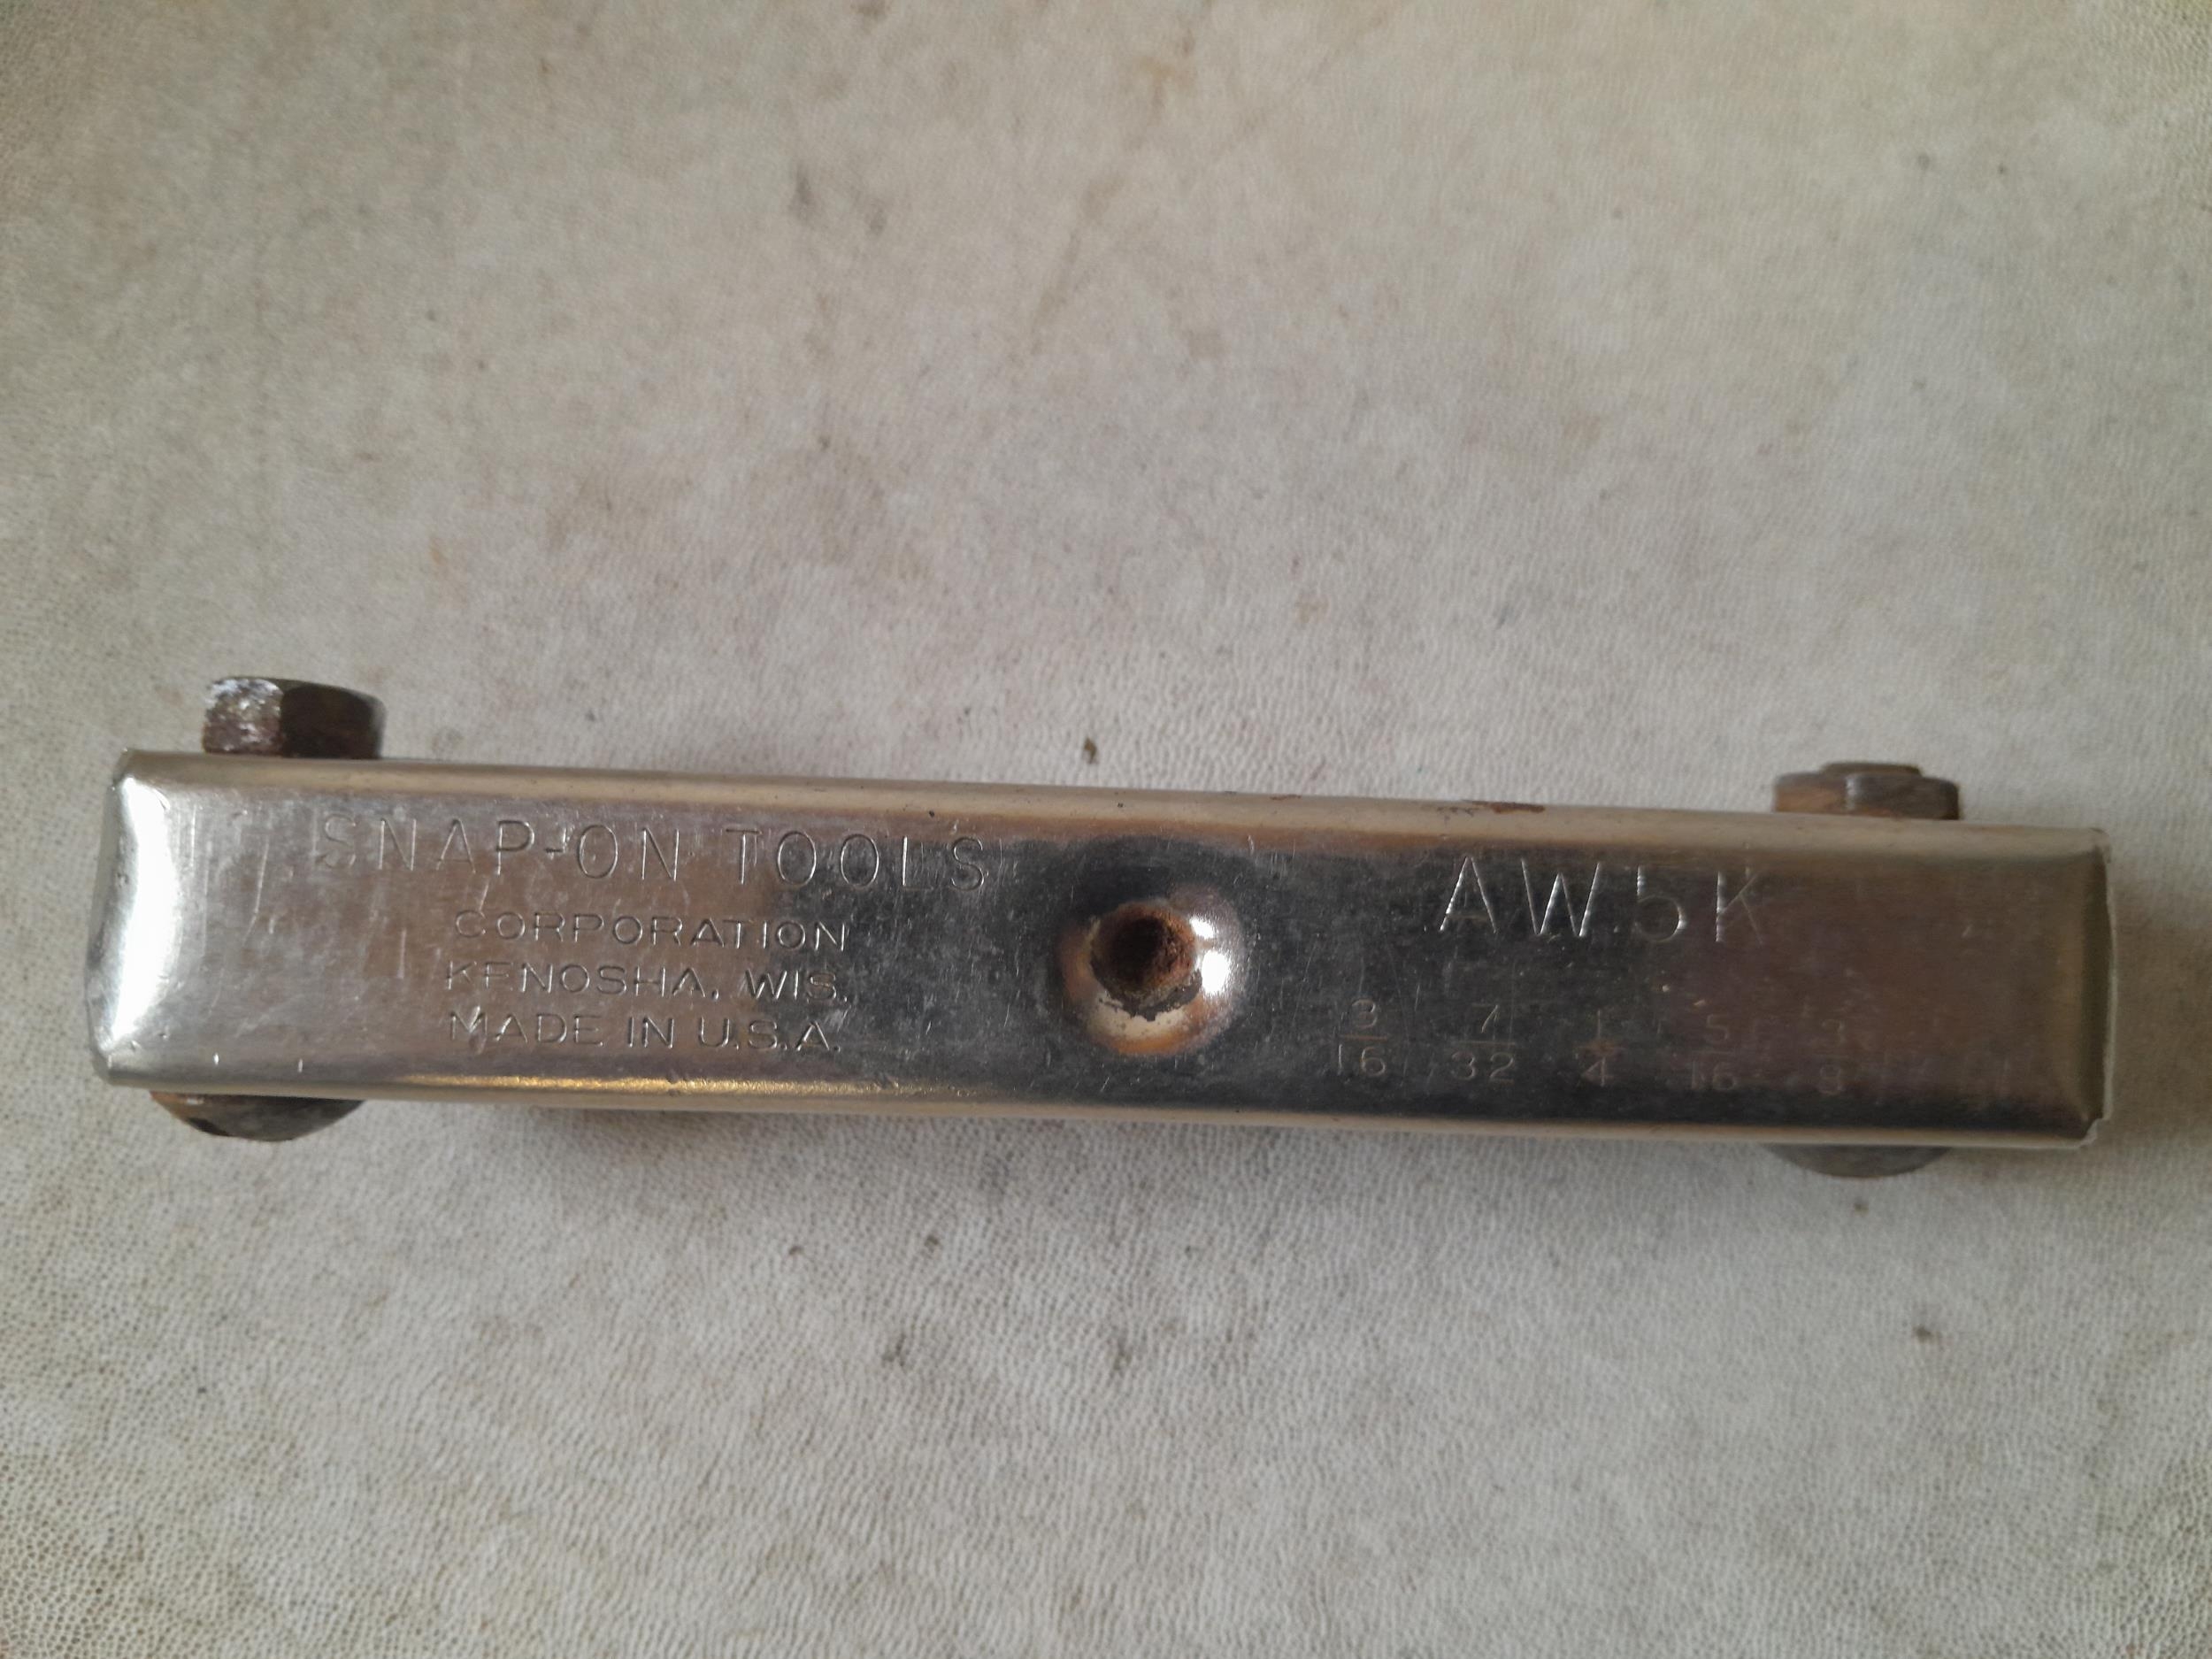 SNAP-ON TOOLS
CORPORATION
KENOSHA, WIS.
MADE IN U.S.A.
AW5K
3/16 7/32 1/4 5/16 3/8